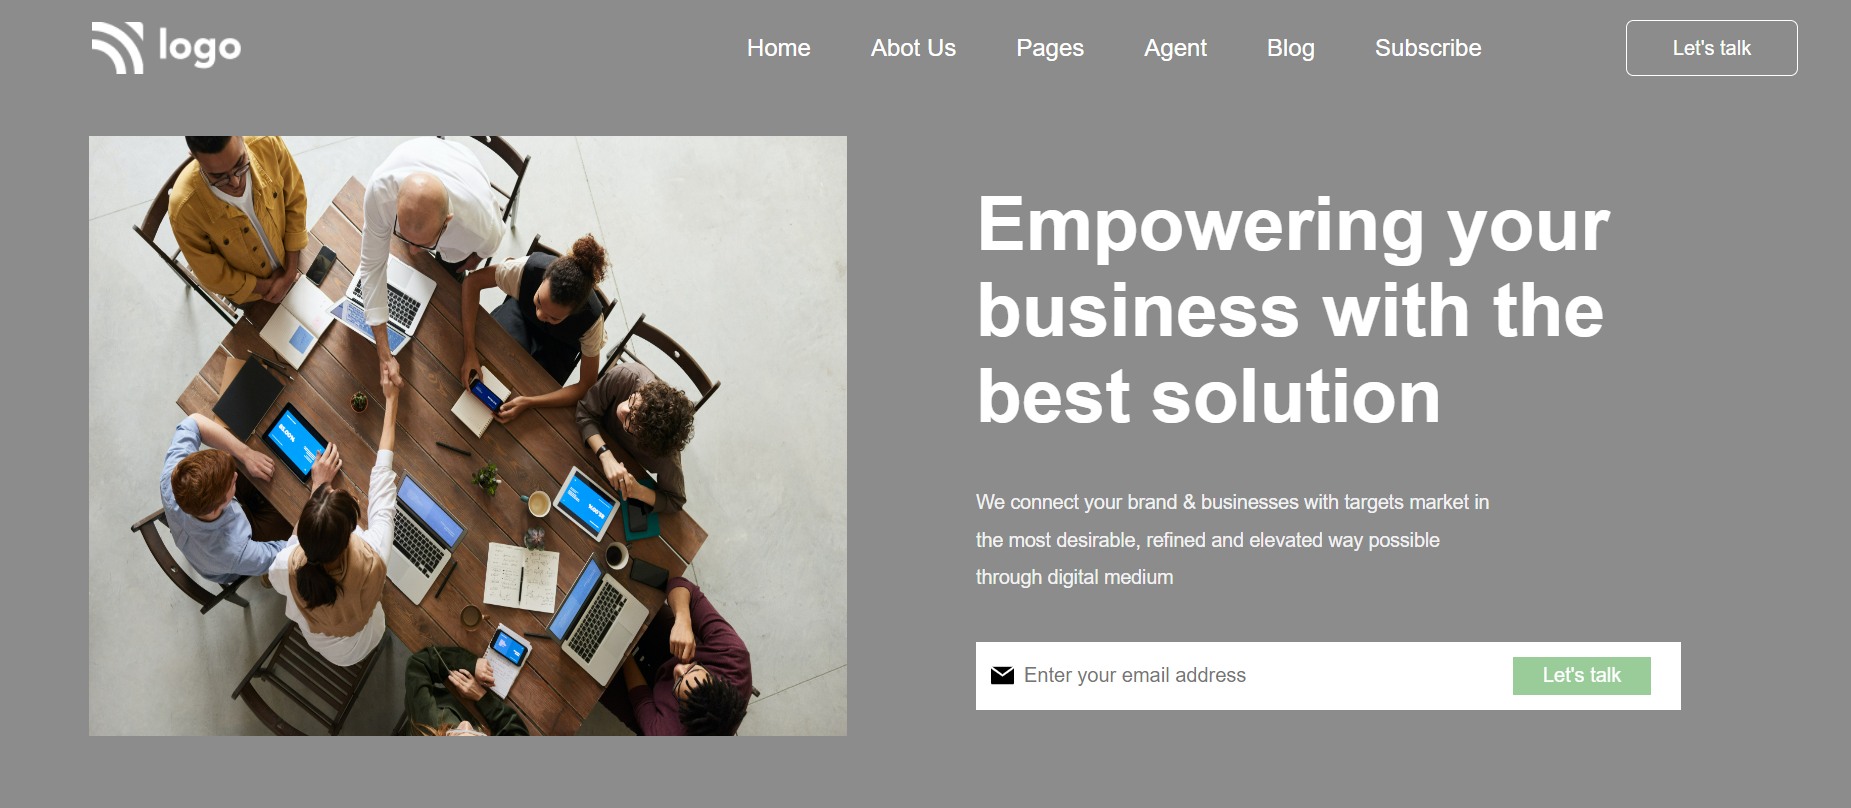 logo
Home
Abot Us
Pages
Agent
Blog
Subscribe
Let's talk
Empowering your
business with the
best solution
We connect your brand & businesses with targets market in
the most desirable, refined and elevated way possible
through digital medium
Enter your email address
Let's talk